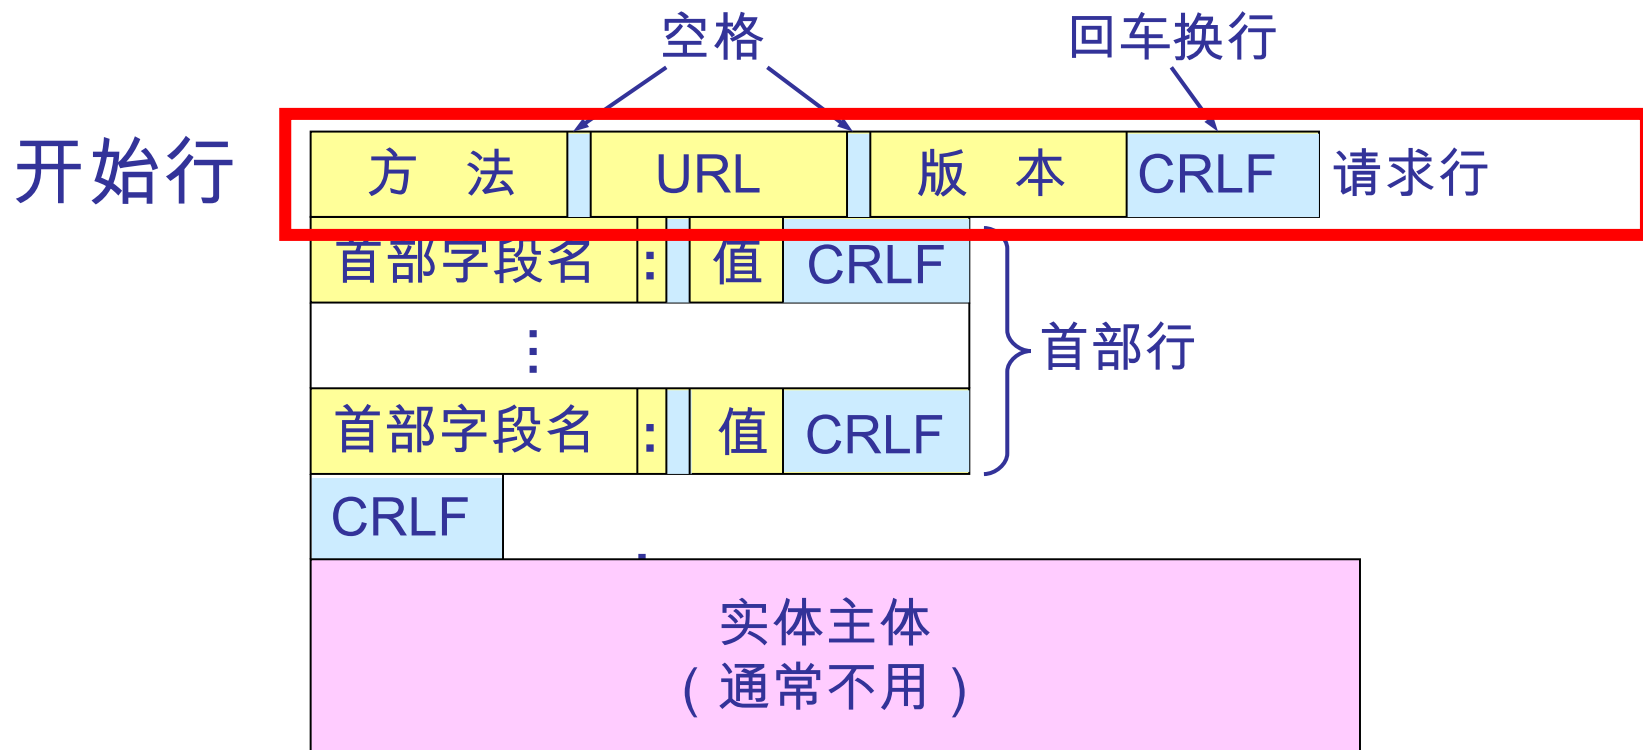 空格 回车换行
开始行 方 法 URL 版 本 CRLF 请求行
首部字段名 : 值 CRLF
⋮ 首部行
首部字段名 : 值 CRLF
CRLF
实体主体
（通常不用）